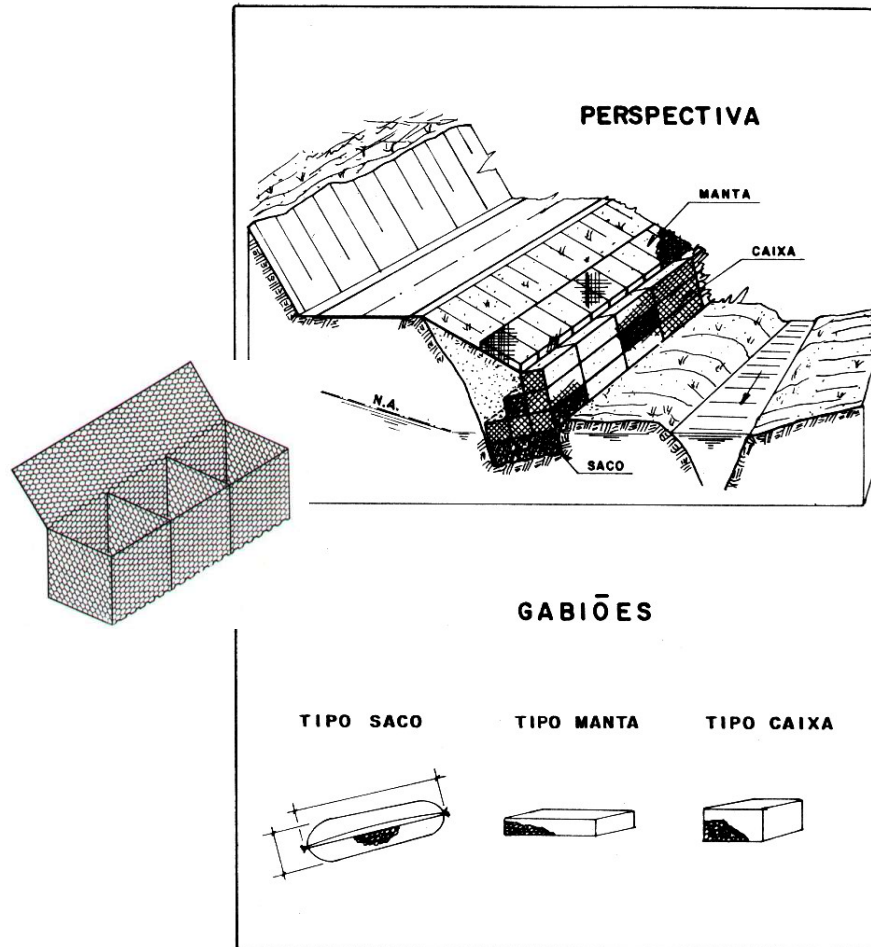 PERSPECTIVA
MANTA
CAIXA
N.A.
SACO
GABIÕES
TIPO SACO
TIPO MANTA
TIPO CAIXA